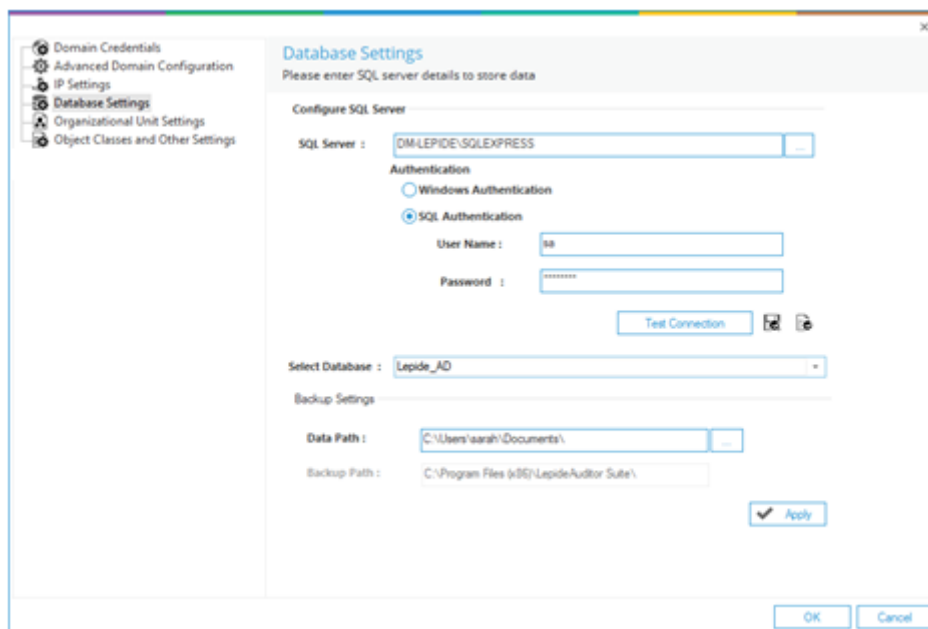 Domain Credentials
Advanced Domain Configuration
IP Settings
Database Settings
Organizational Unit Settings
Object Classes and Other Settings
Database Settings
Please enter SQL server details to store data
Configure SQL Server
SQL Server : DM-LEPIDE\SQLEXPRESS ...
Authentication
Windows Authentication
SQL Authentication
User Name : sa
Password : ********
Test Connection
Select Database : Lepide_AD
Backup Settings
Data Path : C:\Users\sarah\Documents\ ...
Backup Path : C:\Program Files (x86)\LepideAuditor Suite\
Apply
OK Cancel